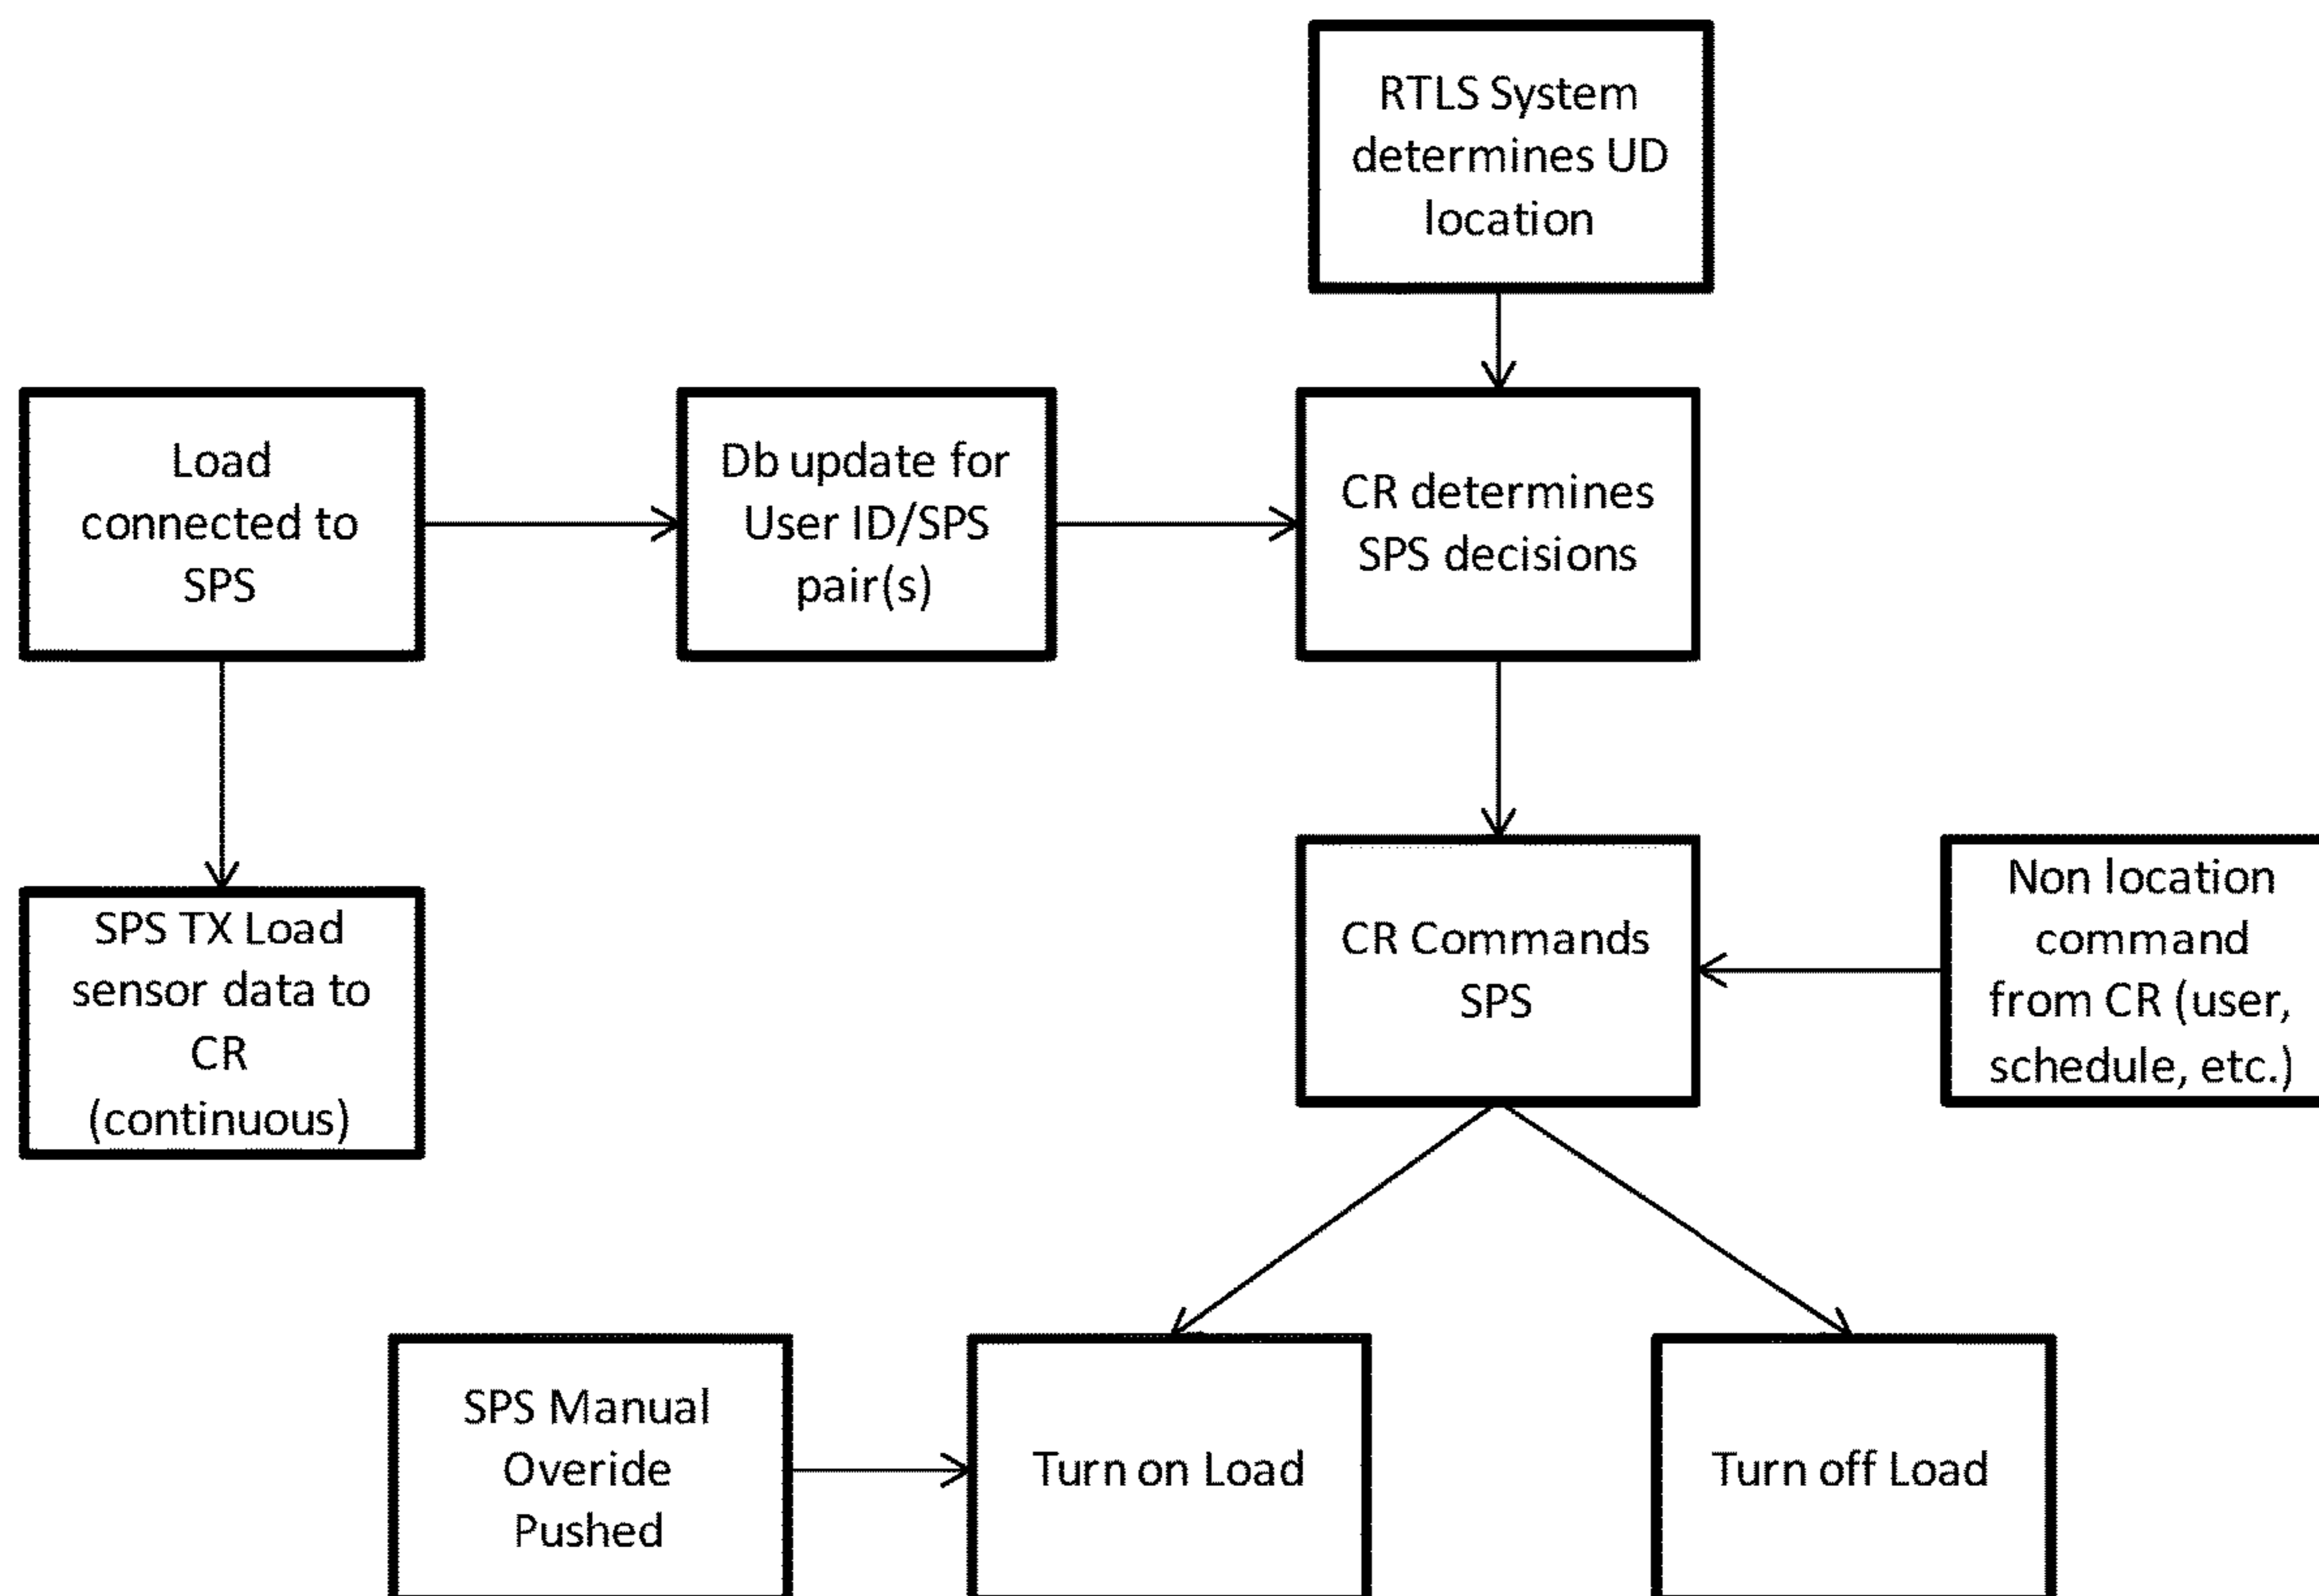 RTLS System
determines UD
location
Load
connected to
SPS
Db update for
User ID/SPS
pair(s)
CR determines
SPS decisions
SPS TX Load
sensor data to
CR
(continuous)
CR Commands
SPS
Non location
command
from CR (user,
schedule, etc.)
SPS Manual
Overide
Pushed
Turn on Load
Turn off Load